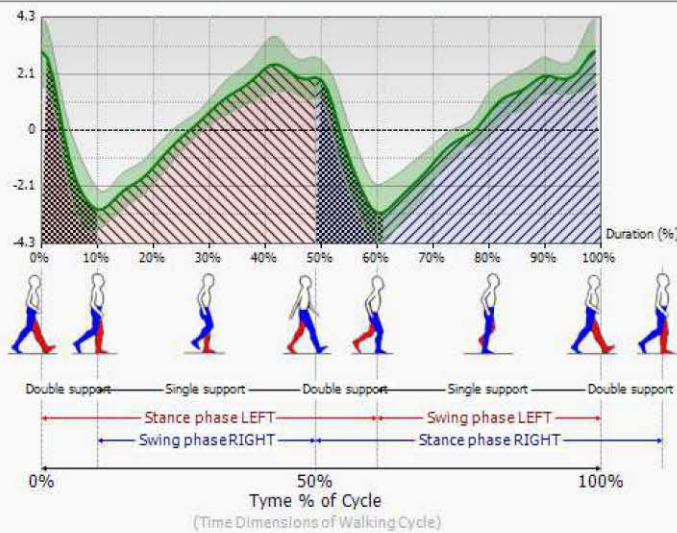 4.3
2.1
0
-2.1
-4.3
Duration (%)
0% 10% 20% 30% 40% 50% 60% 70% 80% 90% 100%
Double support Single support Double support Single support Double support
Stance phase LEFT Swing phase LEFT
Swing phase RIGHT Stance phase RIGHT
0% 50% 100%
Tyme % of Cycle
(Time Dimensions of Walking Cycle)